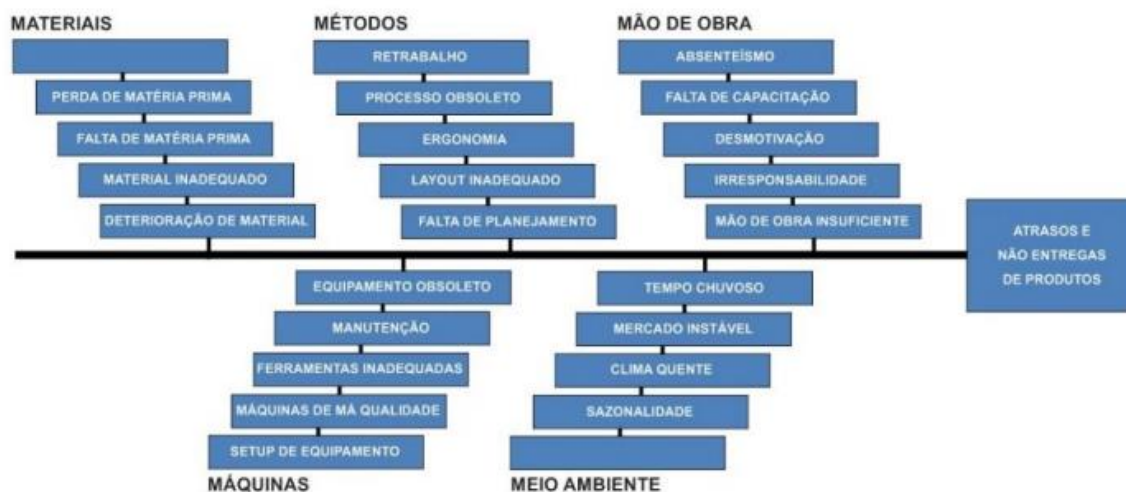 MATERIAIS
PERDA DE MATÉRIA PRIMA
FALTA DE MATÉRIA PRIMA
MATERIAL INADEQUADO
DETERIORAÇÃO DE MATERIAL
MÉTODOS
RETRABALHO
PROCESSO OBSOLETO
ERGONOMIA
LAYOUT INADEQUADO
FALTA DE PLANEJAMENTO
MÃO DE OBRA
ABSENTEÍSMO
FALTA DE CAPACITAÇÃO
DESMOTIVAÇÃO
IRRESPONSABILIDADE
MÃO DE OBRA INSUFICIENTE
ATRASOS E
NÃO ENTREGAS
DE PRODUTOS
EQUIPAMENTO OBSOLETO
MANUTENÇÃO
FERRAMENTAS INADEQUADAS
MÁQUINAS DE MÁ QUALIDADE
SETUP DE EQUIPAMENTO
MÁQUINAS
TEMPO CHUVOSO
MERCADO INSTÁVEL
CLIMA QUENTE
SAZONALIDADE
MEIO AMBIENTE